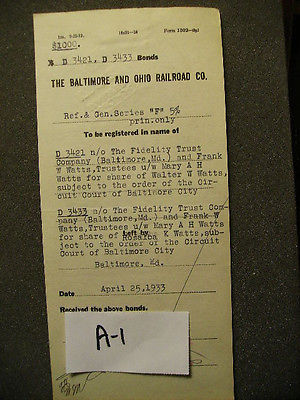 $1000.
D 3421, D 3433 Bonds
THE BALTIMORE AND OHIO RAILROAD CO.
Ref.& Gen.Series "F" 5%
prin.only
To be registered in name of
D 3421 n/o The Fidelity Trust
Company (Baltimore,Md.) and Frank
W Watts,Trustees u/w Mary A H
Watts for share of Walter W Watts,
subject to the order of the Cir-
cuit Court of Baltimore City
D 3433 n/o The Fidelity Trust Com-
pany (Baltimore,Md.) and Frank W
Watts,Trustees u/w Mary A H Watts
for share of Rosalba K Watts,sub-
ject to the order of the Circuit
Court of Baltimore City
Baltimore, Md.
Date April 25,1933
Received the above bonds.
A-1